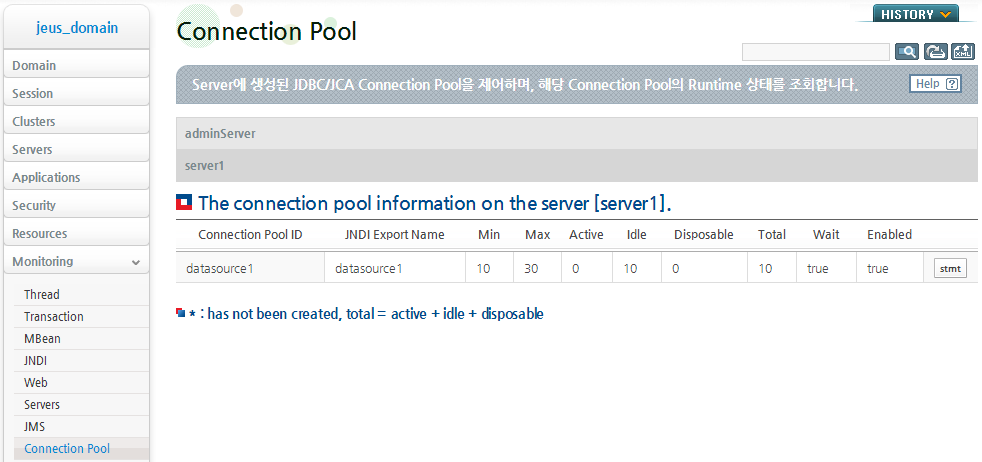 jeus_domain
Domain
Session
Clusters
Servers
Applications
Security
Resources
Monitoring
Thread
Transaction
MBean
JNDI
Web
Servers
JMS
Connection Pool
Connection Pool
HISTORY
XML
Server에 생성된 JDBC/JCA Connection Pool을 제어하며, 해당 Connection Pool의 Runtime 상태를 조회합니다.
Help ?
adminServer
server1
The connection pool information on the server [server1].
Connection Pool ID JNDI Export Name Min Max Active Idle Disposable Total Wait Enabled
datasource1 datasource1 10 30 0 10 0 10 true true stmt
* : has not been created, total = active + idle + disposable